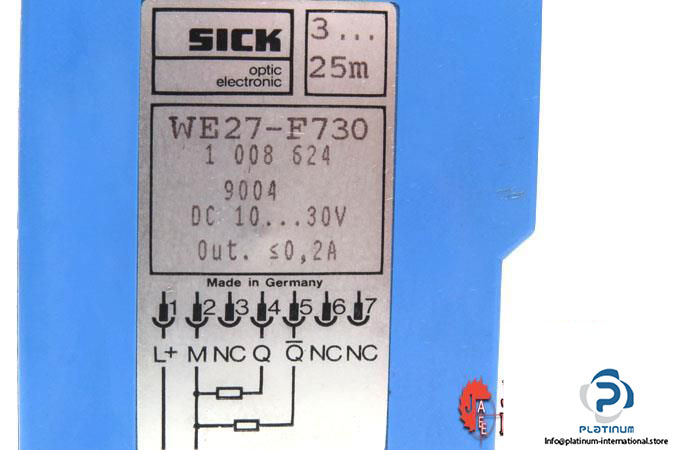 SICK
optic
electronic
3...
25m
WE27-F730
1 008 624
9004
DC 10...30V
Out. ≤0,2A
Made in Germany
1 2 3 4 5 6 7
L+ M NC Q Q̅ NC NC
JAEE
PLATINUM
Info@platinum-international.store